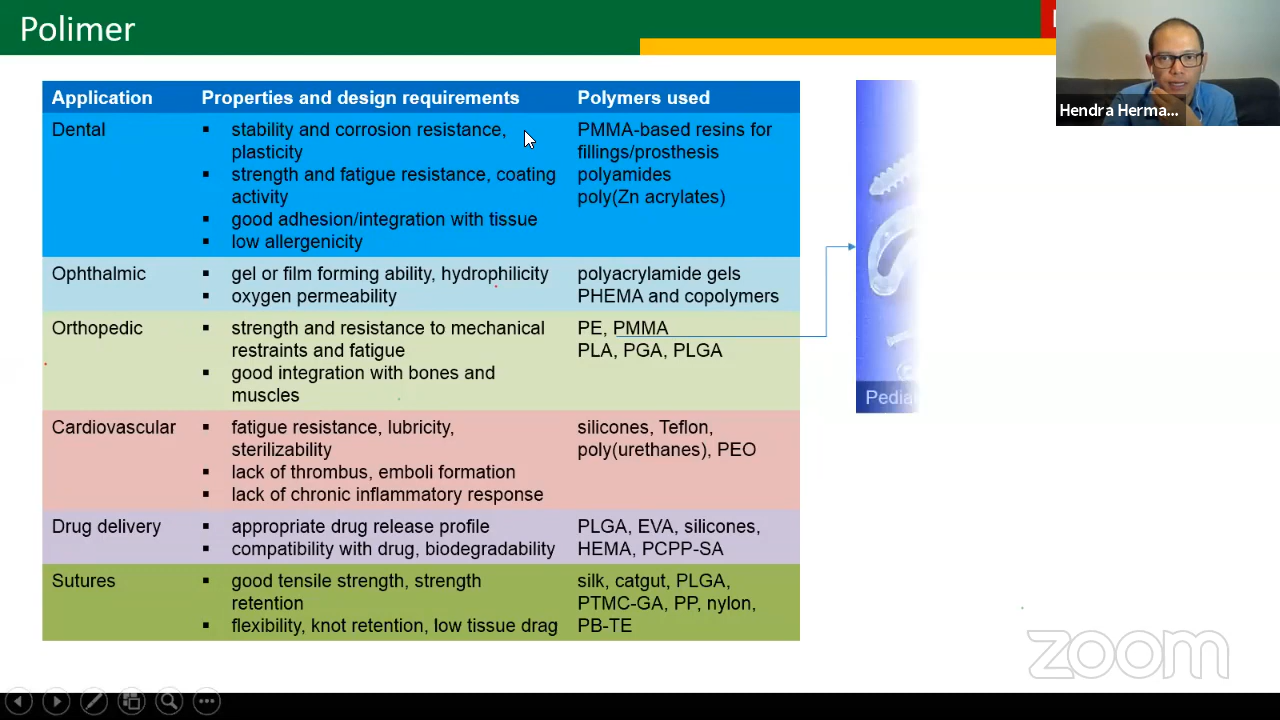 Polimer
Hendra Herma...
Application Properties and design requirements Polymers used
Dental
▪ stability and corrosion resistance,
plasticity
▪ strength and fatigue resistance, coating
activity
▪ good adhesion/integration with tissue
▪ low allergenicity
PMMA-based resins for
fillings/prosthesis
polyamides
poly(Zn acrylates)
Ophthalmic
▪ gel or film forming ability, hydrophilicity
▪ oxygen permeability
polyacrylamide gels
PHEMA and copolymers
Orthopedic
▪ strength and resistance to mechanical
restraints and fatigue
▪ good integration with bones and
muscles
PE, PMMA
PLA, PGA, PLGA
Cardiovascular
▪ fatigue resistance, lubricity,
sterilizability
▪ lack of thrombus, emboli formation
▪ lack of chronic inflammatory response
silicones, Teflon,
poly(urethanes), PEO
Drug delivery
▪ appropriate drug release profile
▪ compatibility with drug, biodegradability
PLGA, EVA, silicones,
HEMA, PCPP-SA
Sutures
▪ good tensile strength, strength
retention
▪ flexibility, knot retention, low tissue drag
silk, catgut, PLGA,
PTMC-GA, PP, nylon,
PB-TE
Pedia
zoom